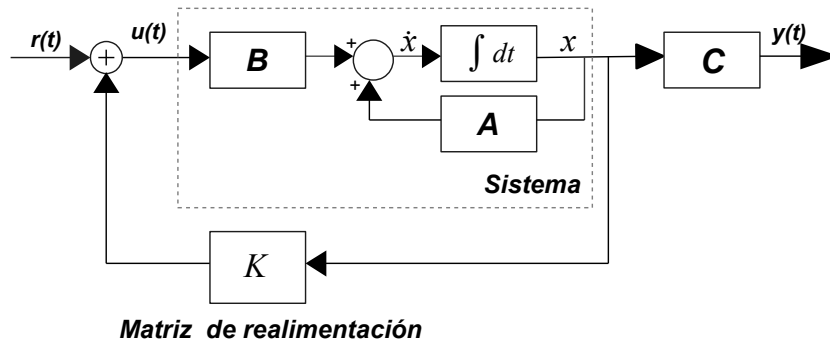 r(t)
u(t)
B
+
+
+
ẋ
∫ dt
x
C
y(t)
A
Sistema
K
Matriz de realimentación